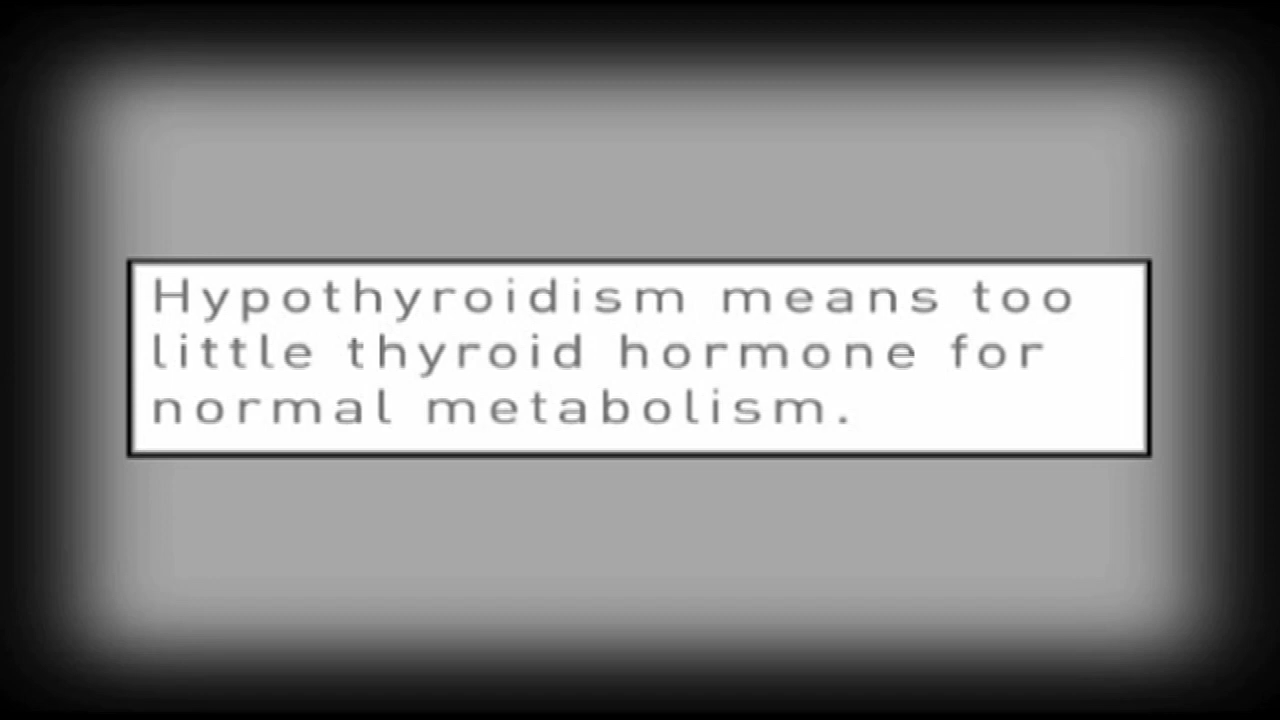 Hypothyroidism means too
little thyroid hormone for
normal metabolism.